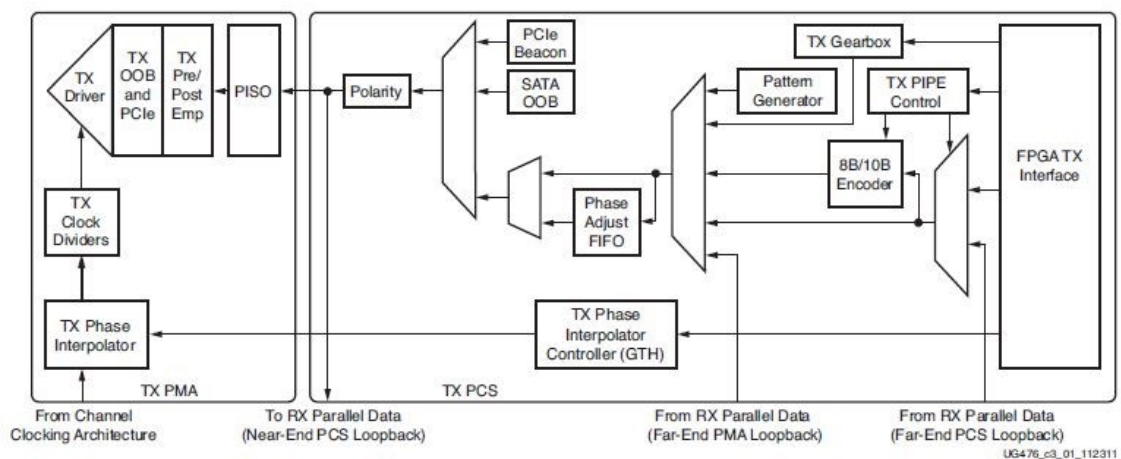 TX
Driver
TX
OOB
and
PCIe
TX
Pre/
Post
Emp
PISO
Polarity
PCIe
Beacon
SATA
OOB
TX Gearbox
Pattern
Generator
TX PIPE
Control
FPGA TX
Interface
8B/10B
Encoder
Phase
Adjust
FIFO
TX
Clock
Dividers
TX Phase
Interpolator
TX Phase
Interpolator
Controller (GTH)
TX PMA
TX PCS
From Channel
Clocking Architecture
To RX Parallel Data
(Near-End PCS Loopback)
From RX Parallel Data
(Far-End PMA Loopback)
From RX Parallel Data
(Far-End PCS Loopback)
UG476_c3_01_112311